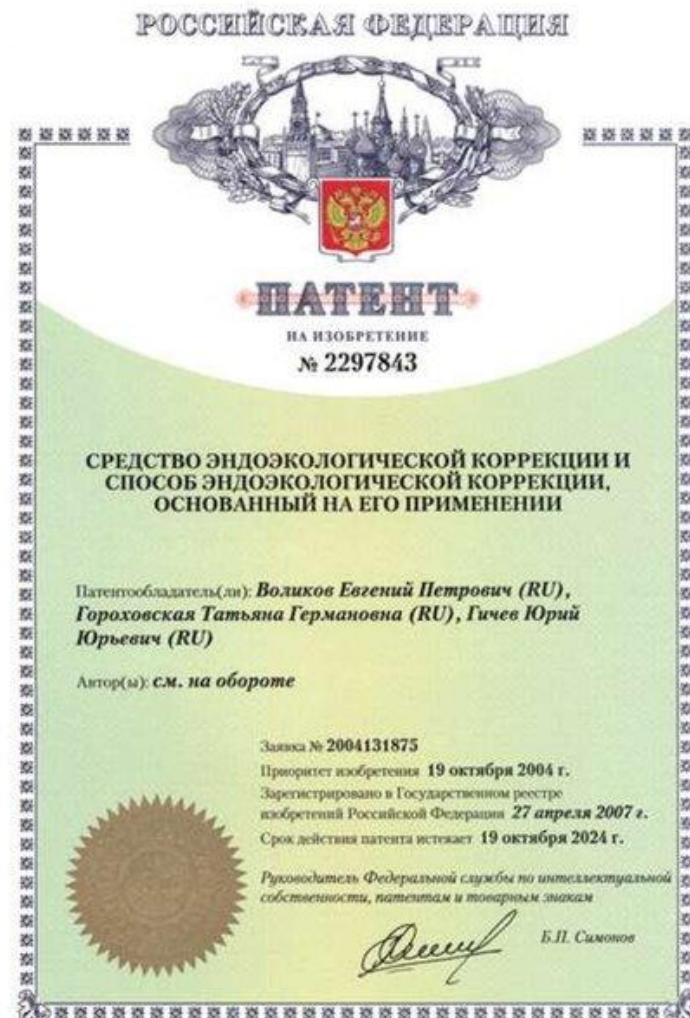 РОССИЙСКАЯ ФЕДЕРАЦИЯ
ПАТЕНТ
НА ИЗОБРЕТЕНИЕ
№ 2297843
СРЕДСТВО ЭНДОЭКОЛОГИЧЕСКОЙ КОРРЕКЦИИ И
СПОСОБ ЭНДОЭКОЛОГИЧЕСКОЙ КОРРЕКЦИИ,
ОСНОВАННЫЙ НА ЕГО ПРИМЕНЕНИИ
Патентообладатель(ли): Воликов Евгений Петрович (RU),
Гороховская Татьяна Германовна (RU), Гичев Юрий
Юрьевич (RU)
Автор(ы): см. на обороте
Заявка № 2004131875
Приоритет изобретения 19 октября 2004 г.
Зарегистрировано в Государственном реестре
изобретений Российской Федерации 27 апреля 2007 г.
Срок действия патента истекает 19 октября 2024 г.
Руководитель Федеральной службы по интеллектуальной
собственности, патентам и товарным знакам
Б.П. Симонов